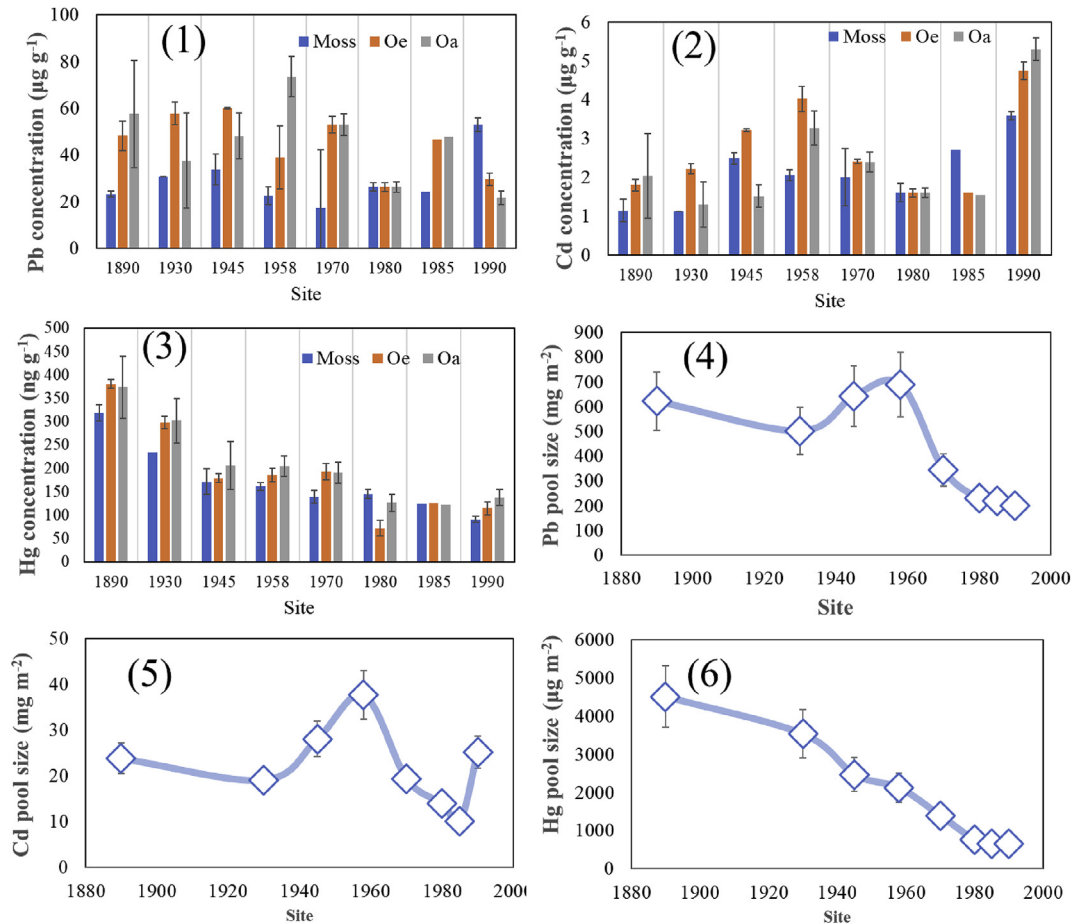 (1)
Moss Oe Oa
Pb concentration (µg g⁻¹)
100
80
60
40
20
0
1890 1930 1945 1958 1970 1980 1985 1990
Site
(2)
Moss Oe Oa
Cd concentration (µg g⁻¹)
6
5
4
3
2
1
0
1890 1930 1945 1958 1970 1980 1985 1990
Site
(3)
Moss Oe Oa
Hg concentration (ng g⁻¹)
500
450
400
350
300
250
200
150
100
50
0
1890 1930 1945 1958 1970 1980 1985 1990
Site
(4)
Pb pool size (mg m⁻²)
900
800
700
600
500
400
300
200
100
0
1880 1900 1920 1940 1960 1980 2000
Site
(5)
Cd pool size (mg m⁻²)
50
40
30
20
10
0
1880 1900 1920 1940 1960 1980 2000
Site
(6)
Hg pool size (µg m⁻²)
6000
5000
4000
3000
2000
1000
0
1880 1900 1920 1940 1960 1980 2000
Site